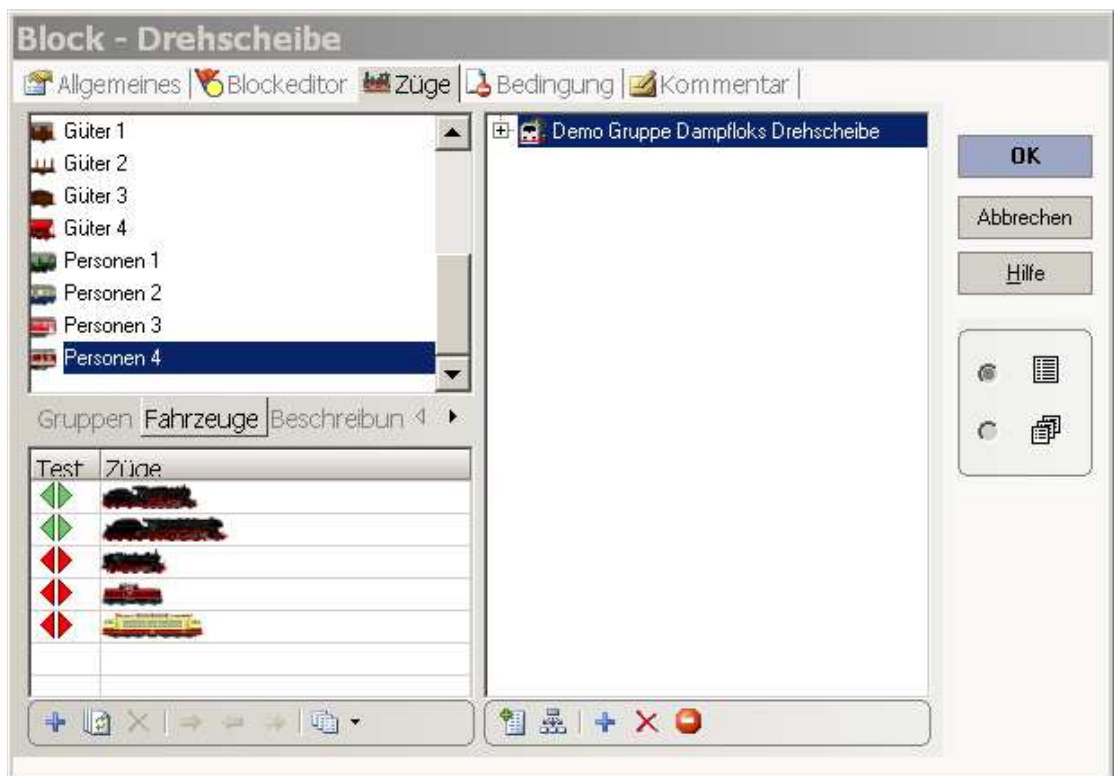 Block - Drehscheibe
Allgemeines Blockeditor Züge Bedingung Kommentar
Güter 1
Güter 2
Güter 3
Güter 4
Personen 1
Personen 2
Personen 3
Personen 4
Gruppen Fahrzeuge Beschreibun
Test Züge
Demo Gruppe Dampfloks Drehscheibe
OK
Abbrechen
Hilfe